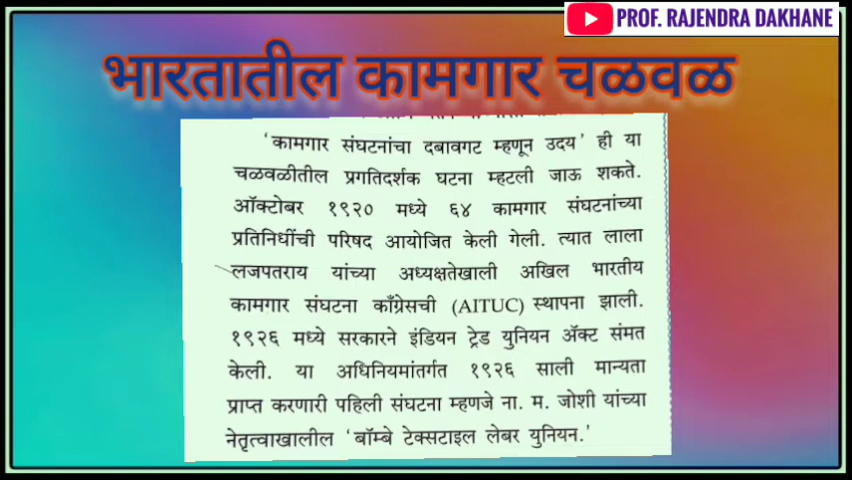 PROF. RAJENDRA DAKHANE
भारतातील कामगार चळवळ
'कामगार संघटनांचा दबावगट म्हणून उदय' ही या
चळवळीतील प्रगतिदर्शक घटना म्हटली जाऊ शकते.
ऑक्टोबर १९२० मध्ये ६४ कामगार संघटनांच्या
प्रतिनिधींची परिषद आयोजित केली गेली. त्यात लाला
लजपतराय यांच्या अध्यक्षतेखाली अखिल भारतीय
कामगार संघटना काँग्रेसची (AITUC) स्थापना झाली.
१९२६ मध्ये सरकारने इंडियन ट्रेड युनियन ॲक्ट संमत
केली. या अधिनियमांतर्गत १९२६ साली मान्यता
प्राप्त करणारी पहिली संघटना म्हणजे ना. म. जोशी यांच्या
नेतृत्वाखालील 'बॉम्बे टेक्सटाइल लेबर युनियन.'